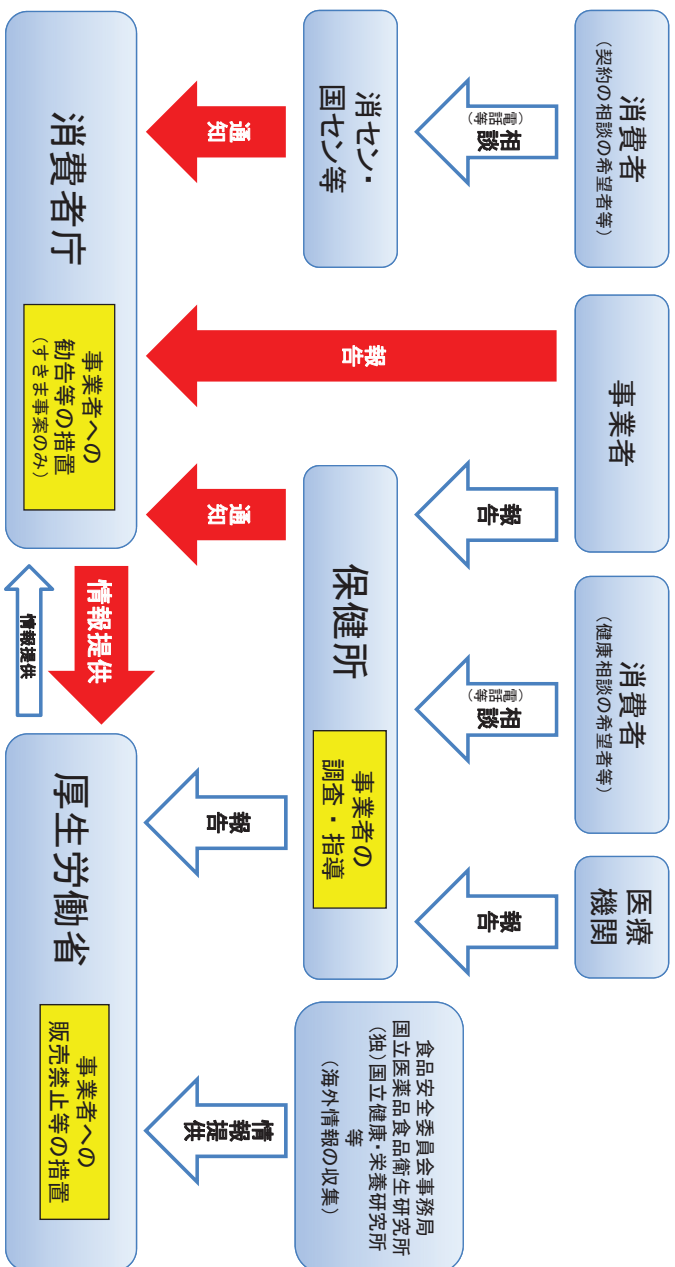 消費者
（契約の相談の希望者等）
事業者
消費者
（健康相談の希望者等）
医療
機関
相談
（電話等）
報告
報告
相談
（電話等）
報告
消セン・
国セン等
保健所
事業者の
調査・指導
食品安全委員会事務局
国立医薬品食品衛生研究所
（独）国立健康・栄養研究所
等
（海外情報の収集）
通知
通知
報告
情報提供
消費者庁
事業者への
勧告等の措置
（すきま事案のみ）
情報提供
情報提供
厚生労働省
事業者への
販売禁止等の措置